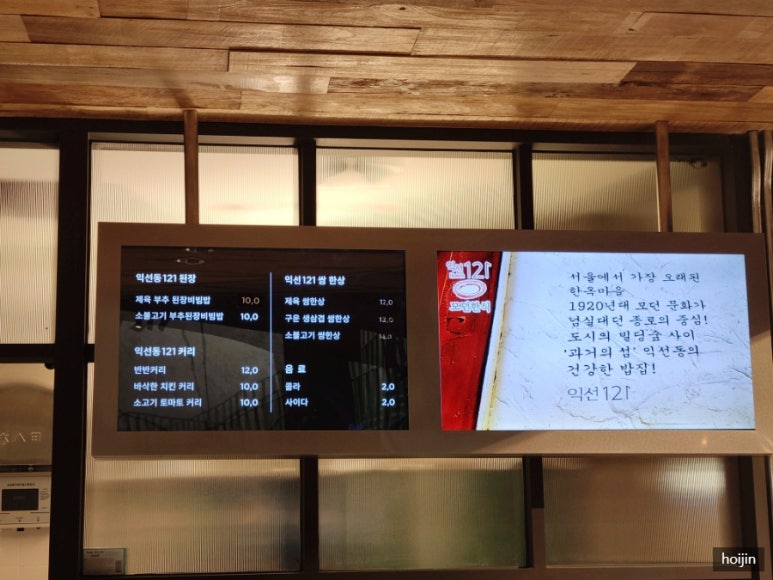 익선동121 된장
제육 부추 된장비빔밥 10,0
소불고기 부추된장비빔밥 10,0
익선동121 커리
반반커리 12,0
바삭한 치킨 커리 10,0
소고기 토마토 커리 10,0
익선121 쌈 한상
제육 쌈한상 12,0
구운 생삼겹 쌈한상 12,0
소불고기 쌈한상
음 료
콜라 2,0
사이다 2,0
익선121
모던한식
서울에서 가장 오래된
한옥마을
1920년대 모던 문화가
넘실대던 종로의 중심!
도시의 빌딩숲 사이
'과거의 섬' 익선동의
건강한 밥집!
익선121
hoijin